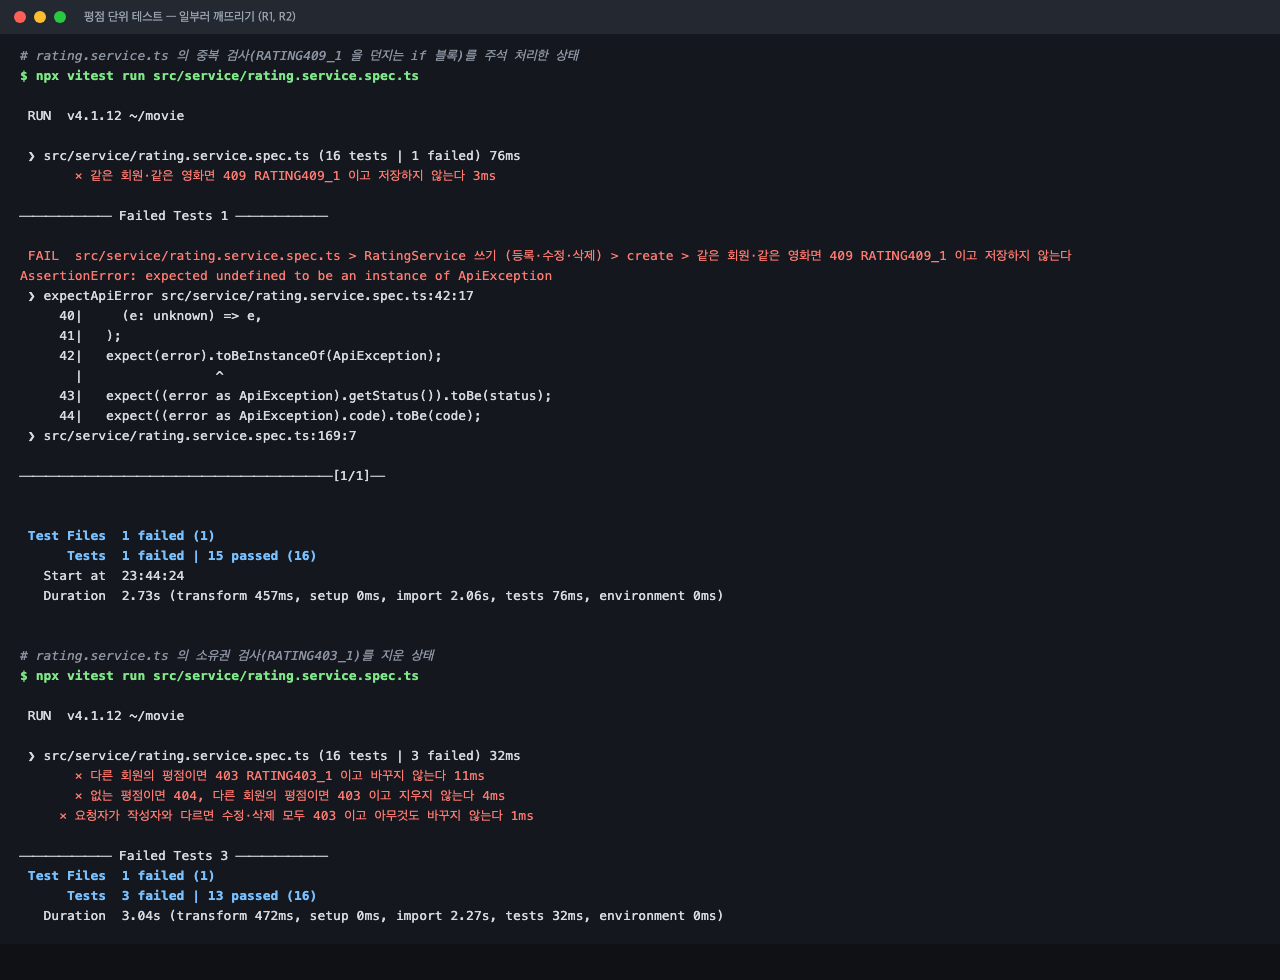 평점 단위 테스트 — 일부러 깨뜨리기 (R1, R2)
# rating.service.ts 의 중복 검사(RATING409_1 을 던지는 if 블록)를 주석 처리한 상태
$ npx vitest run src/service/rating.service.spec.ts
RUN  v4.1.12 ~/movie
❯ src/service/rating.service.spec.ts (16 tests | 1 failed) 76ms
× 같은 회원·같은 영화면 409 RATING409_1 이고 저장하지 않는다 3ms
──────────── Failed Tests 1 ────────────
FAIL  src/service/rating.service.spec.ts > RatingService 쓰기 (등록·수정·삭제) > create > 같은 회원·같은 영화면 409 RATING409_1 이고 저장하지 않는다
AssertionError: expected undefined to be an instance of ApiException
❯ expectApiError src/service/rating.service.spec.ts:42:17
40|     (e: unknown) => e,
41|   );
42|   expect(error).toBeInstanceOf(ApiException);
|                 ^
43|   expect((error as ApiException).getStatus()).toBe(status);
44|   expect((error as ApiException).code).toBe(code);
❯ src/service/rating.service.spec.ts:169:7
────────────────────────────────────────[1/1]──
Test Files  1 failed (1)
Tests  1 failed | 15 passed (16)
Start at  23:44:24
Duration  2.73s (transform 457ms, setup 0ms, import 2.06s, tests 76ms, environment 0ms)
# rating.service.ts 의 소유권 검사(RATING403_1)를 지운 상태
$ npx vitest run src/service/rating.service.spec.ts
RUN  v4.1.12 ~/movie
❯ src/service/rating.service.spec.ts (16 tests | 3 failed) 32ms
× 다른 회원의 평점이면 403 RATING403_1 이고 바꾸지 않는다 11ms
× 없는 평점이면 404, 다른 회원의 평점이면 403 이고 지우지 않는다 4ms
× 요청자가 작성자와 다르면 수정·삭제 모두 403 이고 아무것도 바꾸지 않는다 1ms
──────────── Failed Tests 3 ────────────
Test Files  1 failed (1)
Tests  3 failed | 13 passed (16)
Duration  3.04s (transform 472ms, setup 0ms, import 2.27s, tests 32ms, environment 0ms)